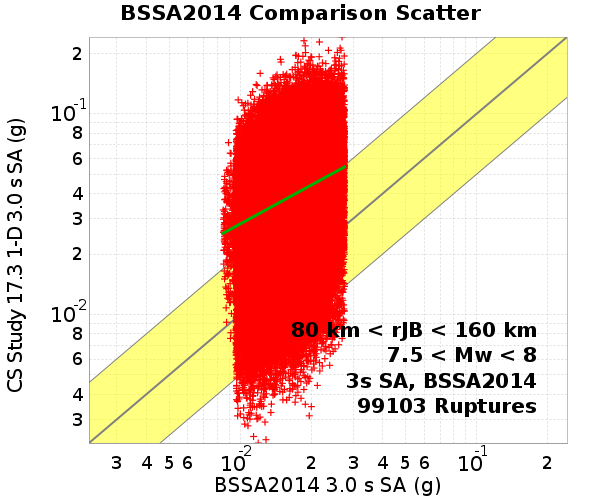 BSSA2014 Comparison Scatter
CS Study 17.3 1-D 3.0 s SA (g)
2
10-1
8
6
4
3
2
10-2
8
6
4
3
80 km < rJB < 160 km
7.5 < Mw < 8
3s SA, BSSA2014
99103 Ruptures
3 4 5 6 10-2 2 3 4 5 6 10-1 2
BSSA2014 3.0 s SA (g)